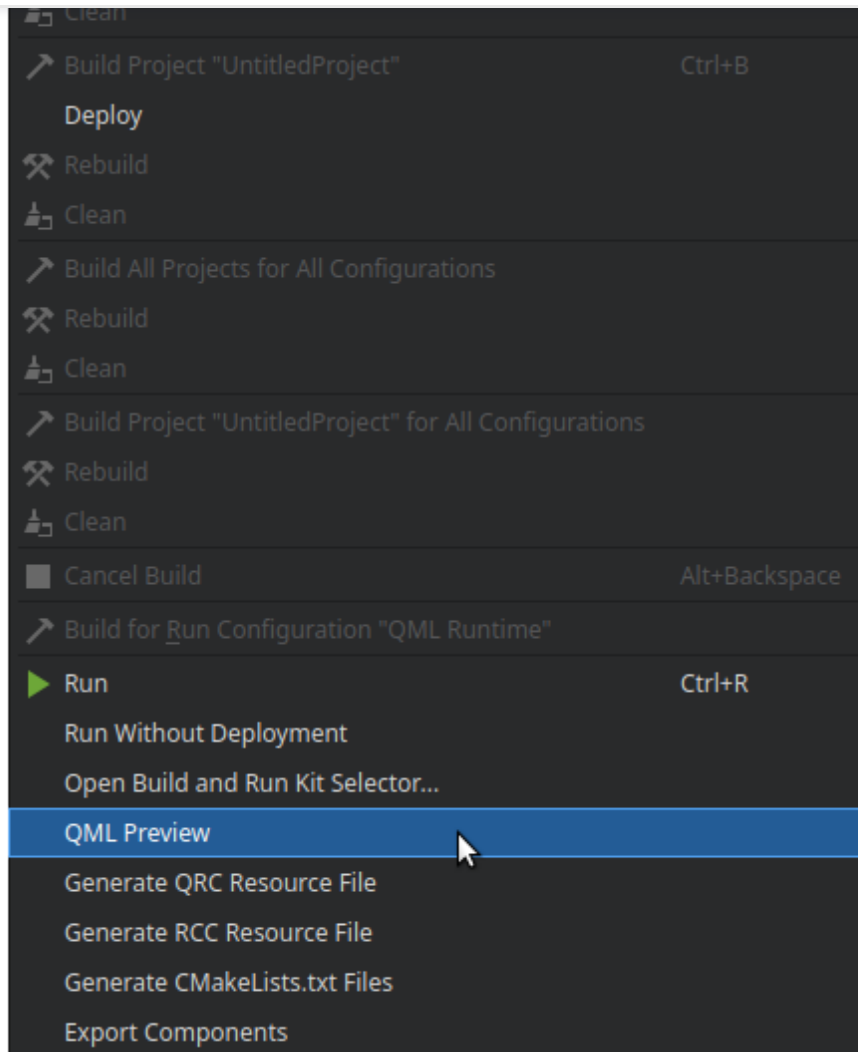 Clean
Build Project "UntitledProject" Ctrl+B
Deploy
Rebuild
Clean
Build All Projects for All Configurations
Rebuild
Clean
Build Project "UntitledProject" for All Configurations
Rebuild
Clean
Cancel Build Alt+Backspace
Build for Run Configuration "QML Runtime"
Run Ctrl+R
Run Without Deployment
Open Build and Run Kit Selector...
QML Preview
Generate QRC Resource File
Generate RCC Resource File
Generate CMakeLists.txt Files
Export Components